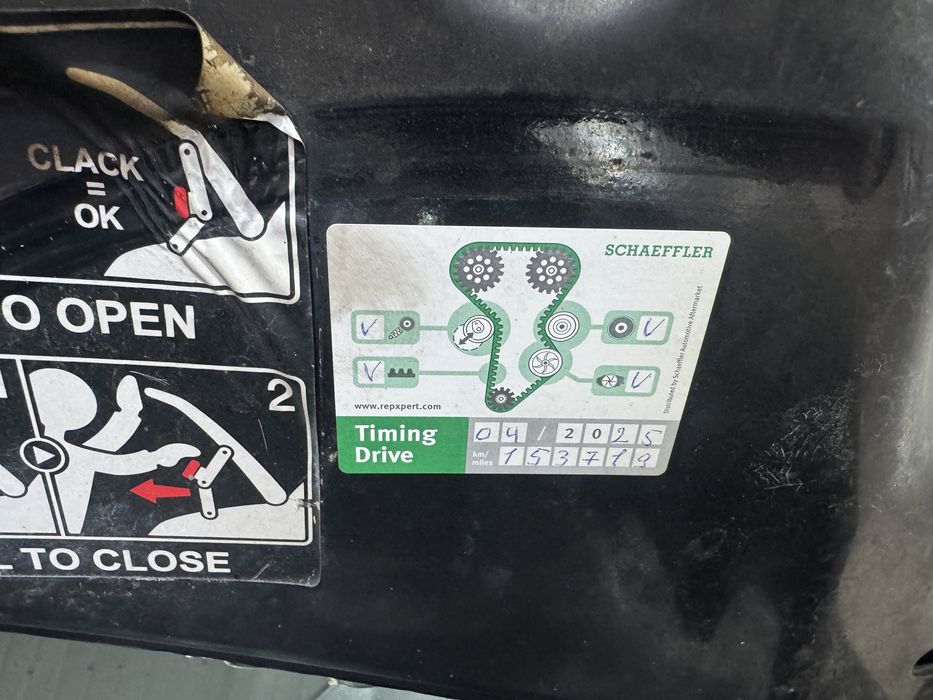 CLACK
=
OK
O OPEN
2
L TO CLOSE
SCHAEFFLER
Distributed by Schaeffler Automotive Aftermarket
www.repxpert.com
Timing
Drive
04 / 2025
km/
miles
153719